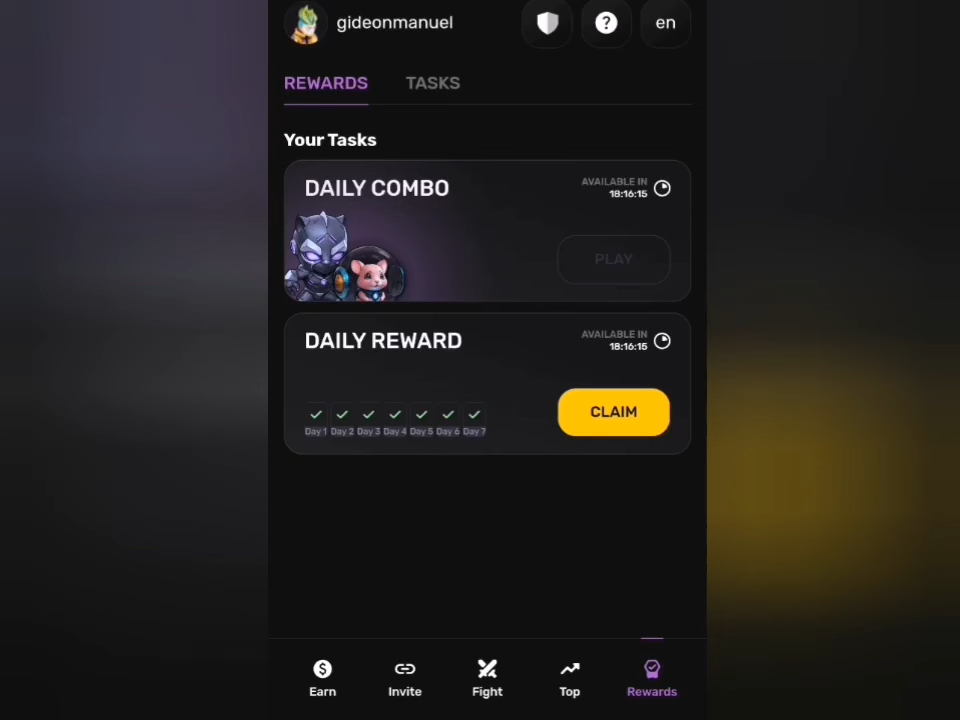 gideonmanuel
?
en
REWARDS TASKS
Your Tasks
DAILY COMBO
AVAILABLE IN
18:16:15
PLAY
DAILY REWARD
AVAILABLE IN
18:16:15
CLAIM
Day 1 Day 2 Day 3 Day 4 Day 5 Day 6 Day 7
$
Earn Invite Fight Top Rewards